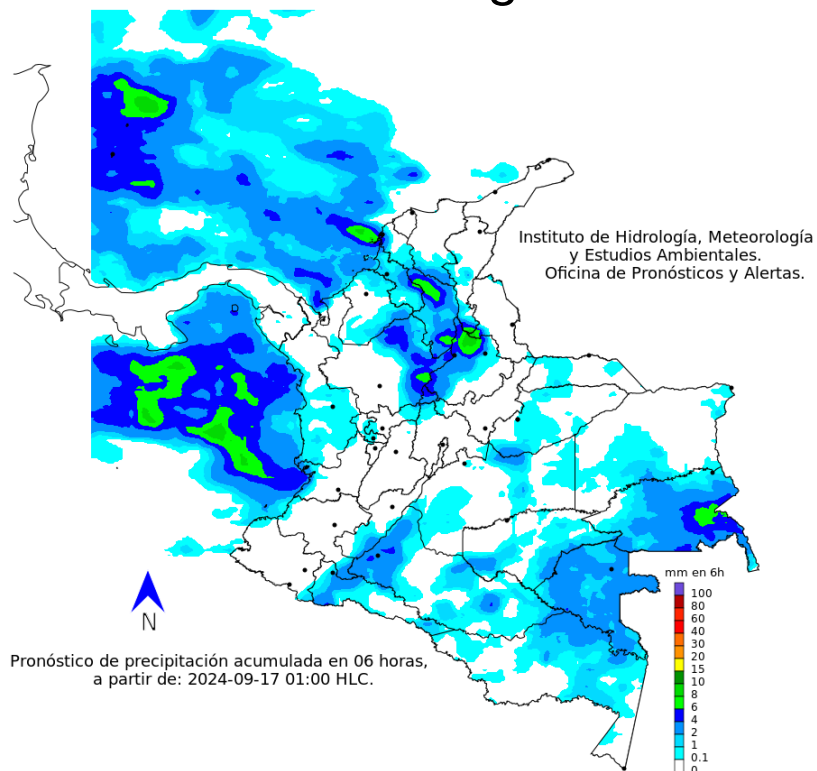 Instituto de Hidrología, Meteorología
y Estudios Ambientales.
Oficina de Pronósticos y Alertas.
mm en 6h
100
80
60
40
30
20
15
10
8
6
4
2
1
0.1
0
N
Pronóstico de precipitación acumulada en 06 horas,
a partir de: 2024-09-17 01:00 HLC.